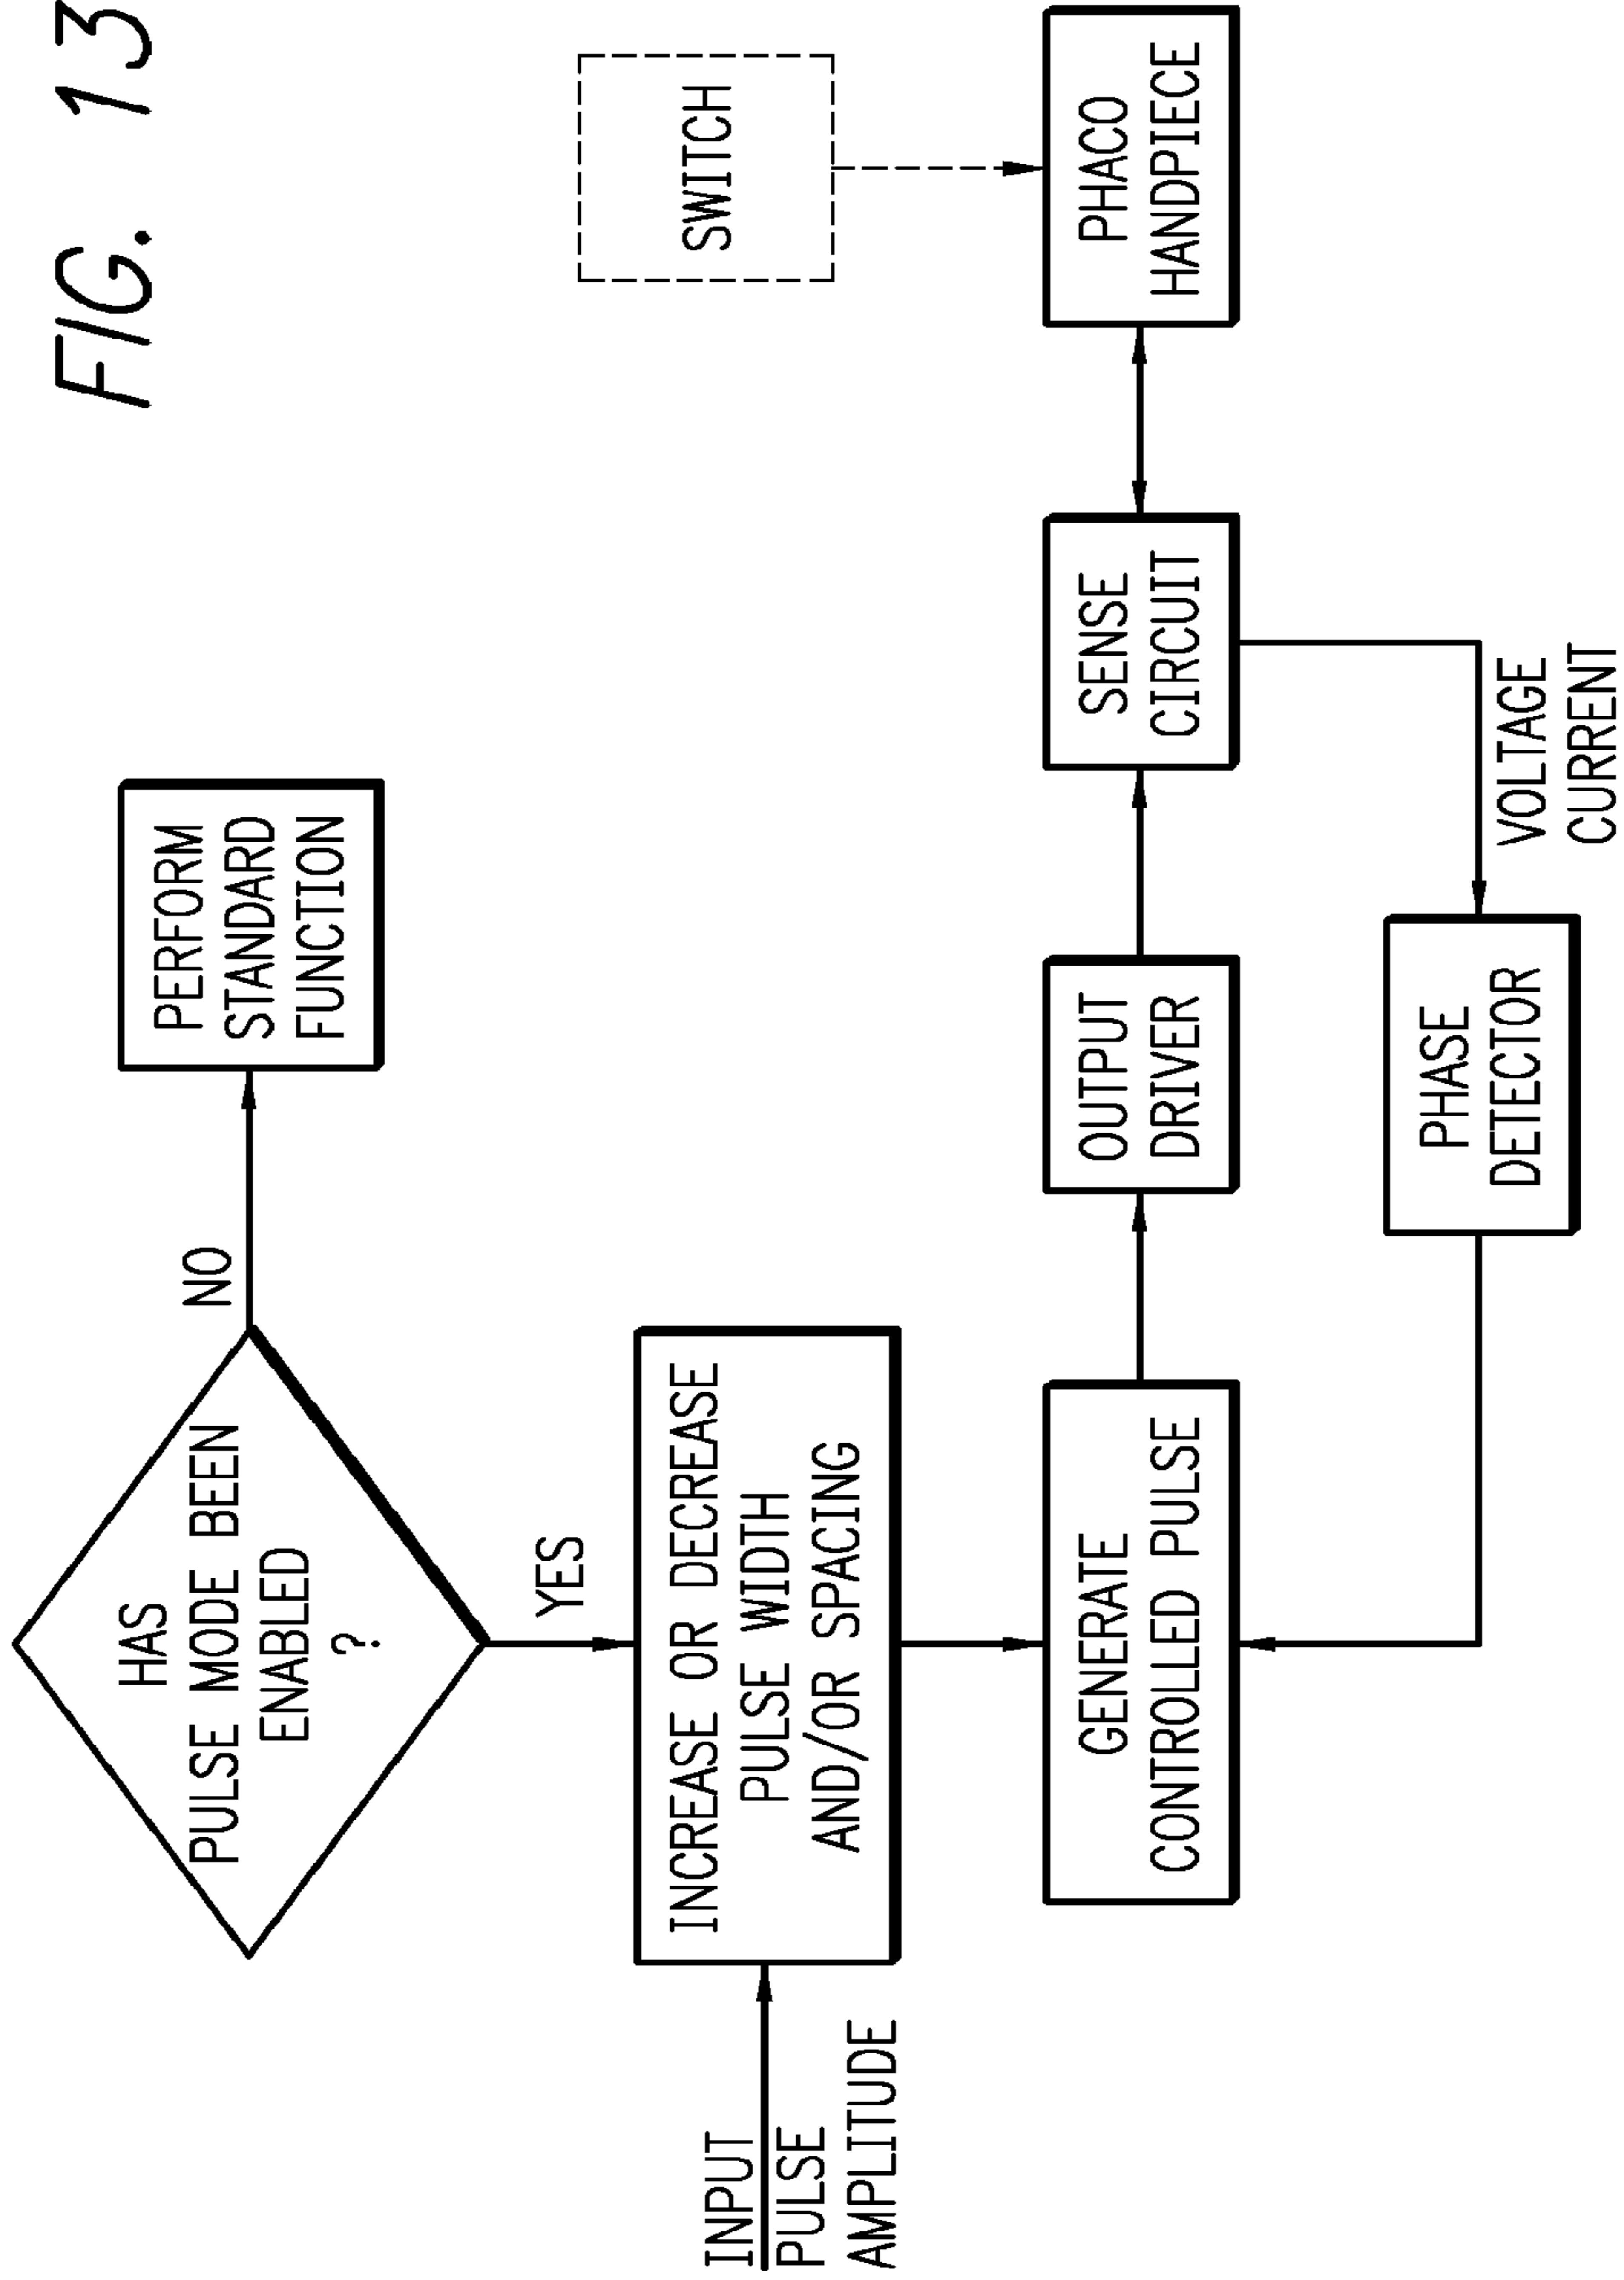 FIG. 13
HAS
PULSE MODE BEEN
ENABLED
?
NO
PERFORM
STANDARD
FUNCTION
YES
INPUT
PULSE
AMPLITUDE
INCREASE OR DECREASE
PULSE WIDTH
AND/OR SPACING
SWITCH
GENERATE
CONTROLLED PULSE
OUTPUT
DRIVER
SENSE
CIRCUIT
PHACO
HANDPIECE
PHASE
DETECTOR
VOLTAGE
CURRENT